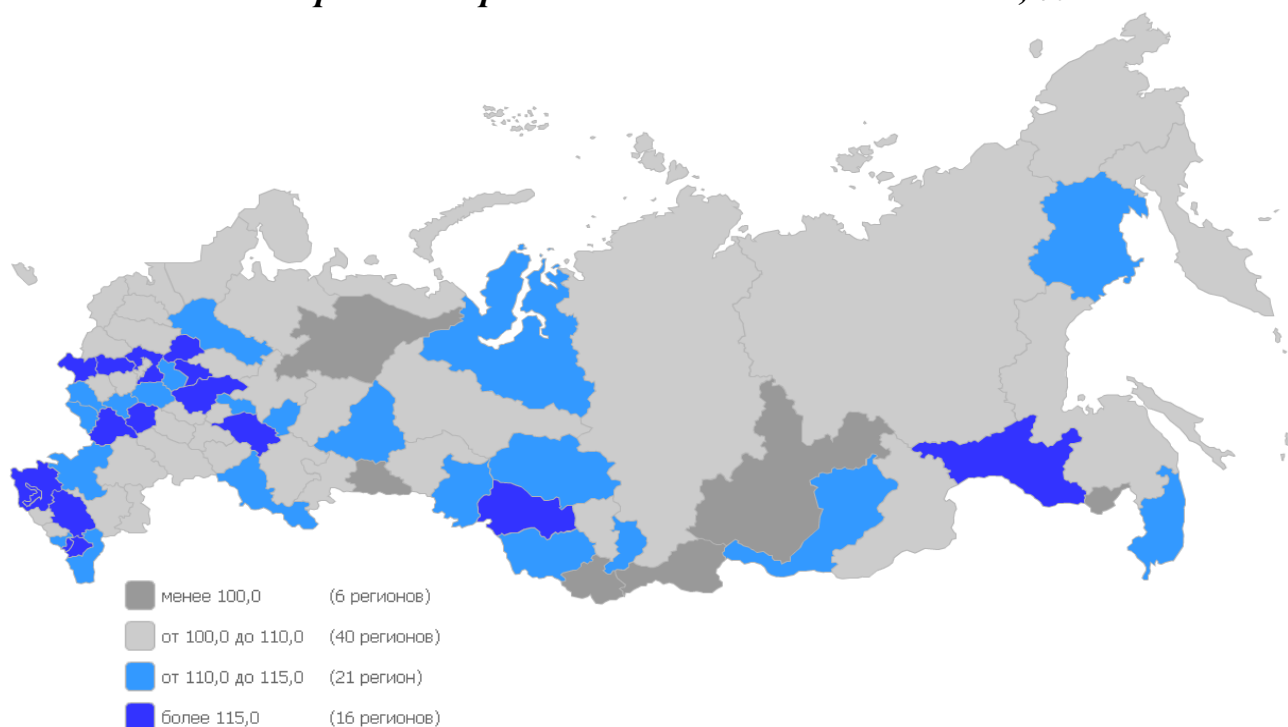 менее 100,0 (6 регионов)
от 100,0 до 110,0 (40 регионов)
от 110,0 до 115,0 (21 регион)
более 115,0 (16 регионов)